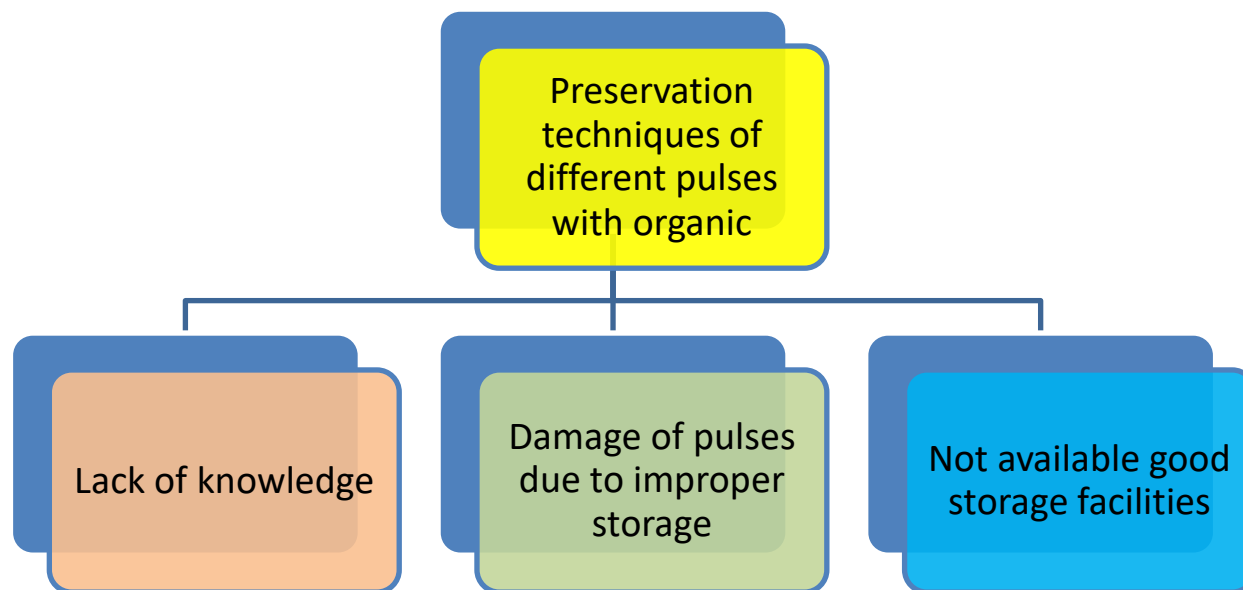 Preservation
techniques of
different pulses
with organic
Lack of knowledge
Damage of pulses
due to improper
storage
Not available good
storage facilities